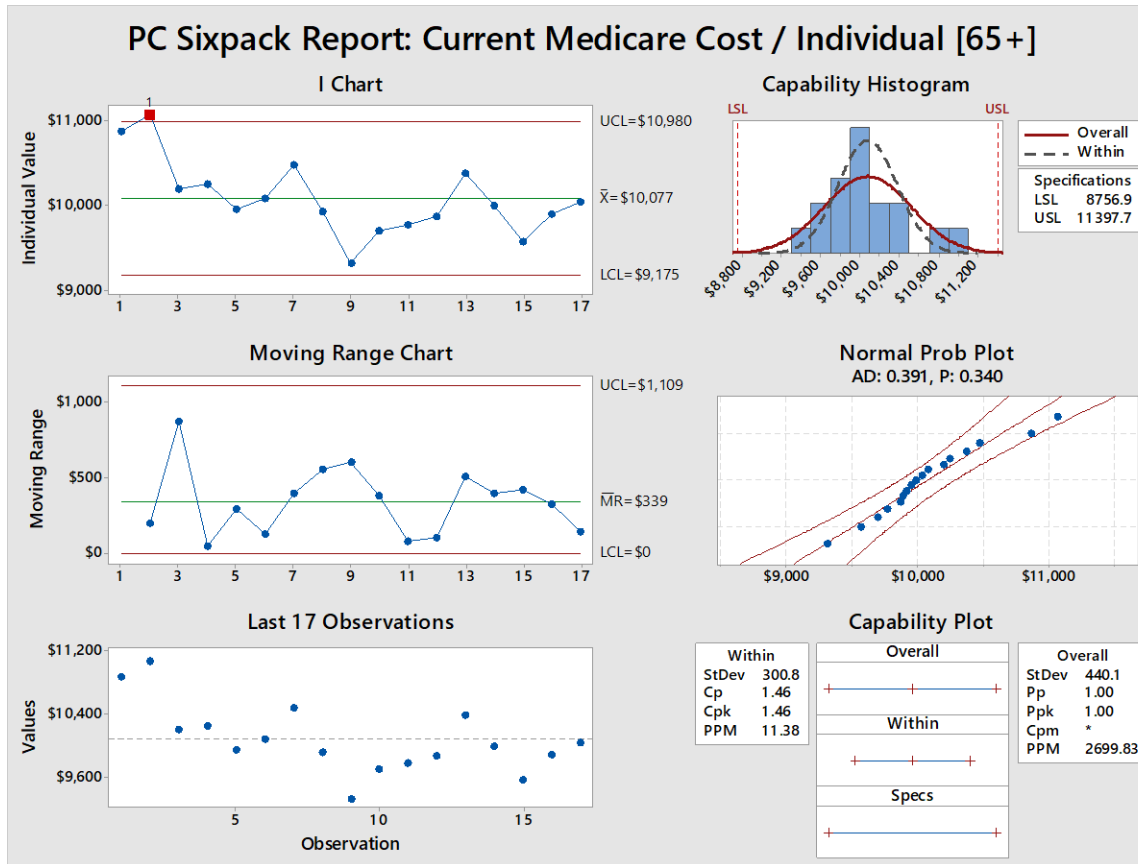 PC Sixpack Report: Current Medicare Cost / Individual [65+]
I Chart
Individual Value
$11,000
$10,000
$9,000
1
UCL=$10,980
X̄=$10,077
LCL=$9,175
1 3 5 7 9 11 13 15 17
Capability Histogram
LSL USL
$8,800 $9,200 $9,600 $10,000 $10,400 $10,800 $11,200
Overall
Within
Specifications
LSL 8756.9
USL 11397.7
Moving Range Chart
Moving Range
$1,000
$500
$0
UCL=$1,109
M̅R̅=$339
LCL=$0
1 3 5 7 9 11 13 15 17
Normal Prob Plot
AD: 0.391, P: 0.340
$9,000 $10,000 $11,000
Last 17 Observations
Values
$11,200
$10,400
$9,600
5 10 15
Observation
Capability Plot
Within
StDev 300.8
Cp 1.46
Cpk 1.46
PPM 11.38
Overall
Within
Specs
Overall
StDev 440.1
Pp 1.00
Ppk 1.00
Cpm *
PPM 2699.83